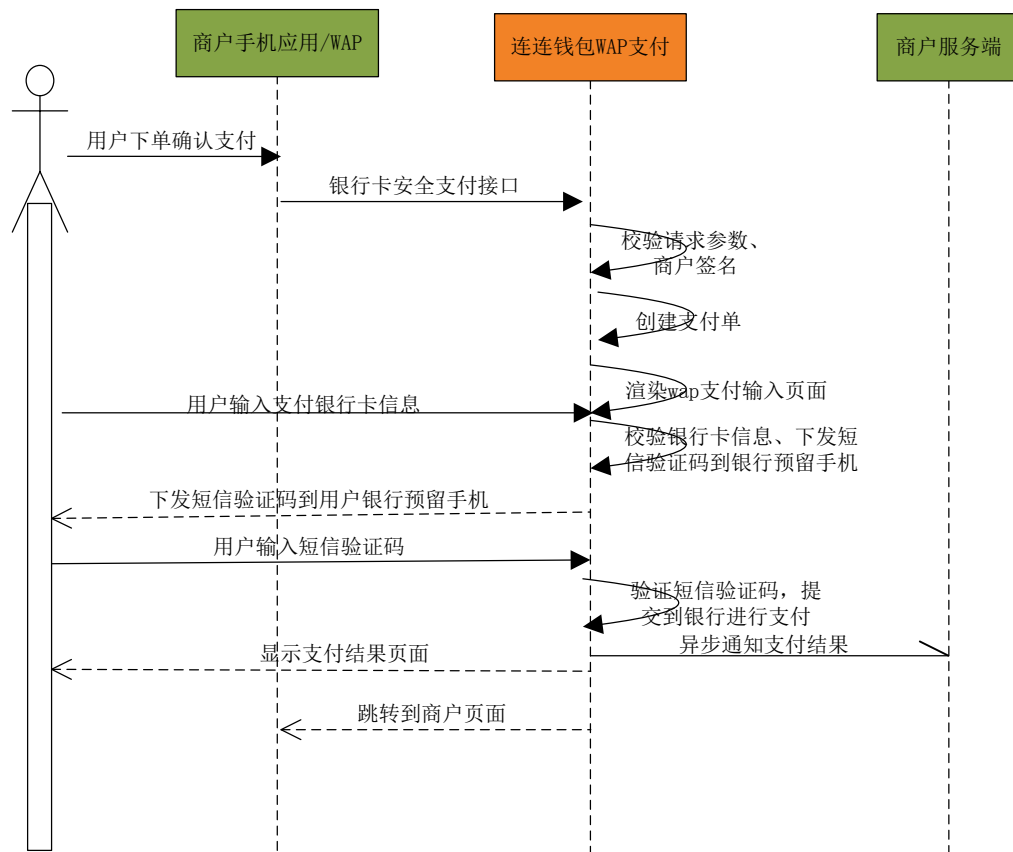 商户手机应用/WAP
连连钱包WAP支付
商户服务端
用户下单确认支付
银行卡安全支付接口
校验请求参数、
商户签名
创建支付单
渲染wap支付输入页面
用户输入支付银行卡信息
校验银行卡信息、下发短
信验证码到银行预留手机
下发短信验证码到用户银行预留手机
用户输入短信验证码
验证短信验证码，提
交到银行进行支付
异步通知支付结果
显示支付结果页面
跳转到商户页面